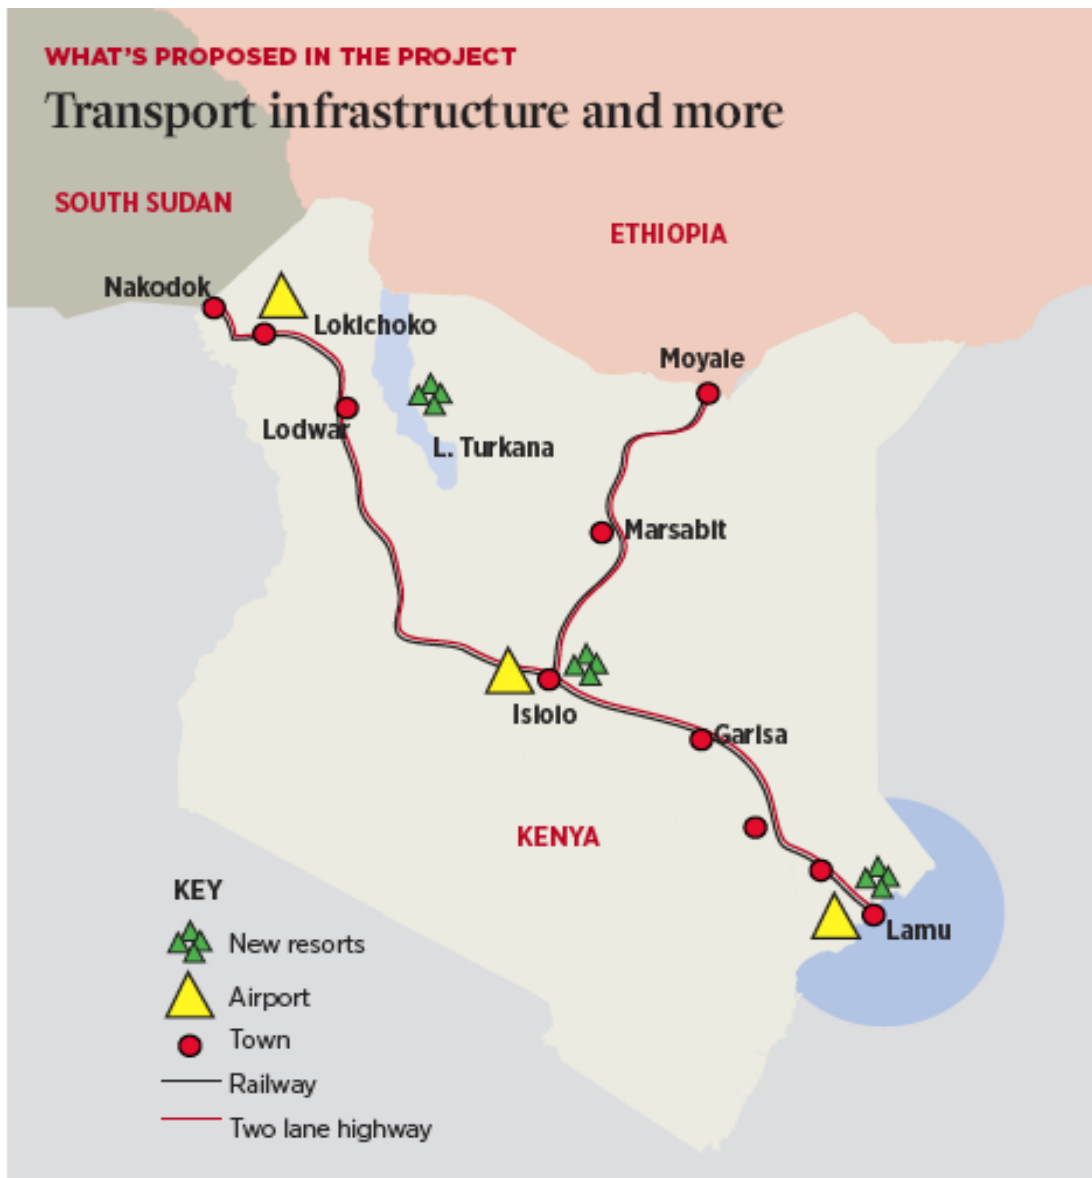 WHAT'S PROPOSED IN THE PROJECT
Transport infrastructure and more
SOUTH SUDAN
ETHIOPIA
Nakodok
Lokichoko
Moyale
Lodwar
L. Turkana
Marsabit
Isiolo
Garisa
KENYA
Lamu
KEY
New resorts
Airport
Town
Railway
Two lane highway